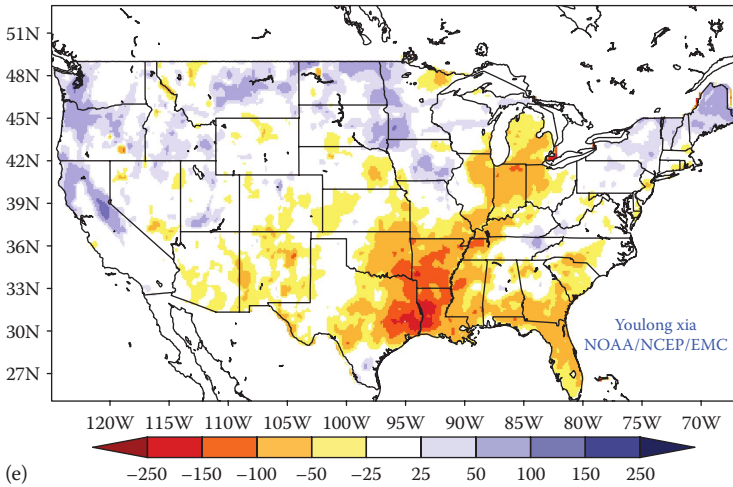 51N
48N
45N
42N
39N
36N
33N
30N
27N
Youlong xia
NOAA/NCEP/EMC
120W 115W 110W 105W 100W 95W 90W 85W 80W 75W 70W
(e)
−250 −150 −100 −50 −25 25 50 100 150 250